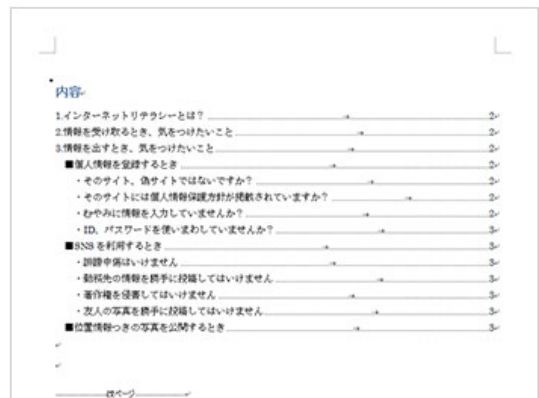 内容
1.インターネットリテラシーとは？ 2
2.情報を受け取るとき、気をつけたいこと 2
3.情報を出すとき、気をつけたいこと 2
■個人情報を登録するとき 2
・そのサイト、偽サイトではないですか？ 2
・そのサイトには個人情報保護方針が掲載されていますか？ 2
・むやみに情報を入力していませんか？ 2
・ID、パスワードを使いまわしていませんか？ 3
■SNSを利用するとき 3
・誹謗中傷はいけません 3
・勤務先の情報を勝手に投稿してはいけません 3
・著作権を侵害してはいけません 3
・友人の写真を勝手に投稿してはいけません 3
■位置情報つきの写真を公開するとき 3
改ページ